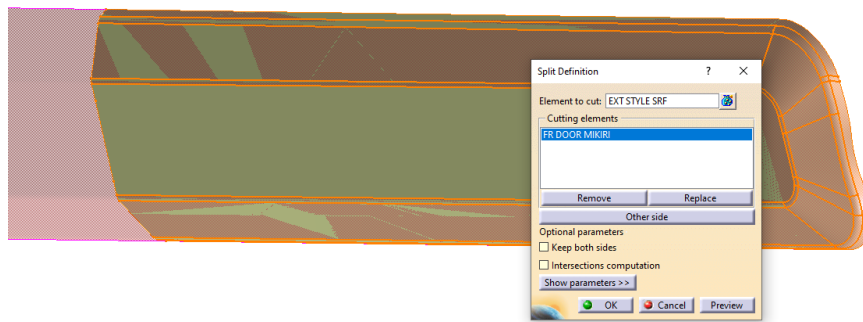 Split Definition ? ×
Element to cut: EXT STYLE SRF
Cutting elements
FR DOOR MIKIRI
Remove Replace
Other side
Optional parameters
Keep both sides
Intersections computation
Show parameters >>
OK Cancel Preview